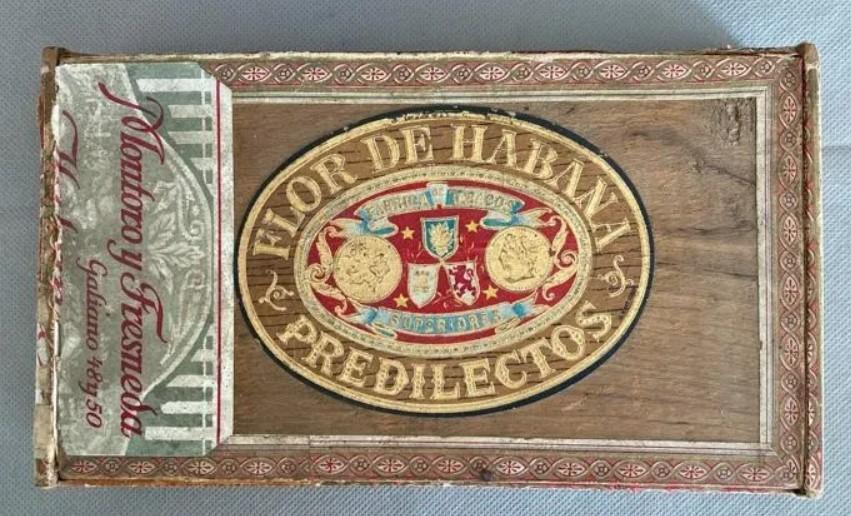 FLOR DE HABANA
FABRICA DE TABACOS
SUPERIORES
PREDILECTOS
Montoro y Fresneda
Galiano 48 y 50